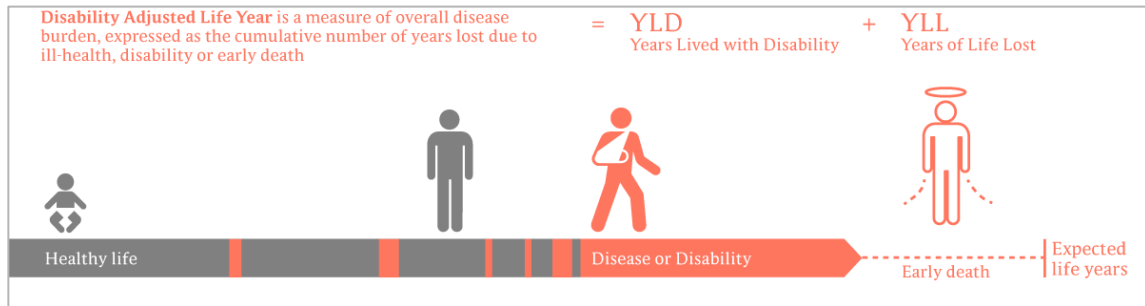 Disability Adjusted Life Year is a measure of overall disease
burden, expressed as the cumulative number of years lost due to
ill-health, disability or early death
= YLD + YLL
Years Lived with Disability Years of Life Lost
Healthy life
Disease or Disability
Early death
Expected
life years